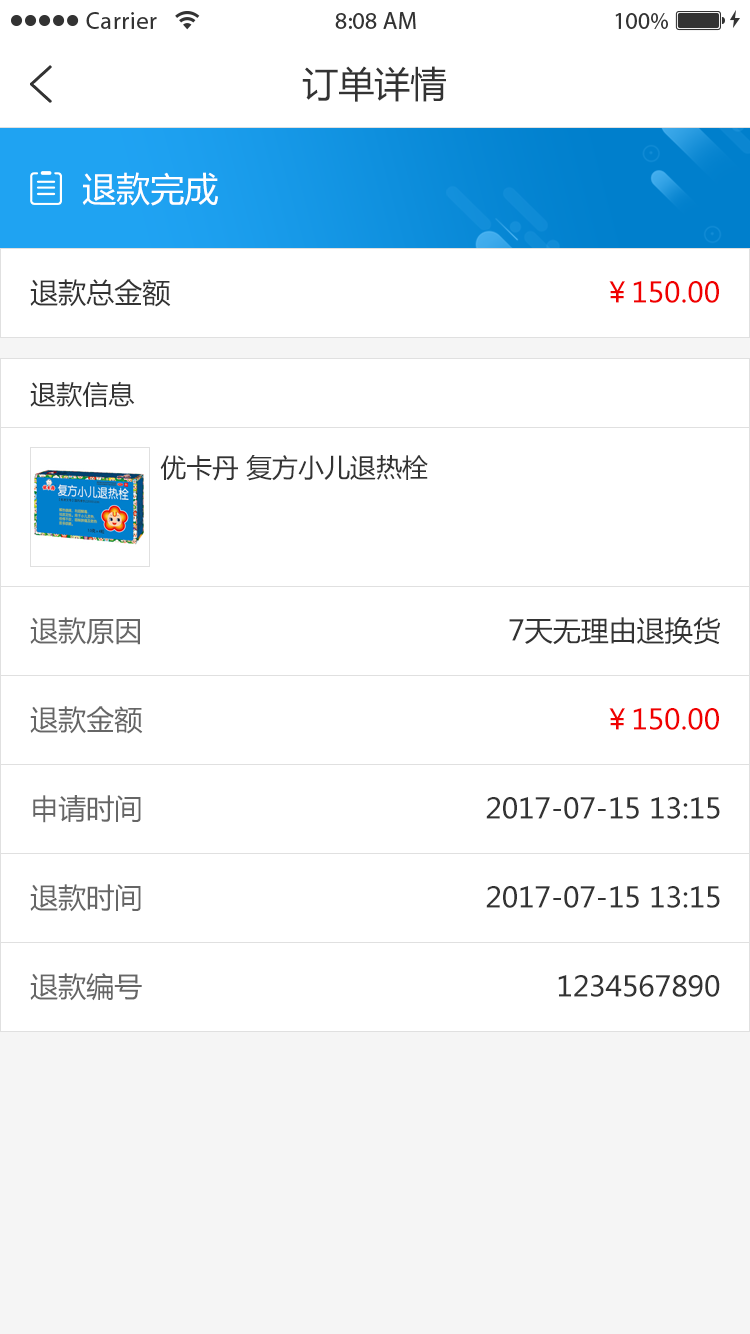 Carrier 8:08 AM 100%
订单详情
退款完成
退款总金额 ¥ 150.00
退款信息
优卡丹 复方小儿退热栓
复方小儿退热栓
退款原因 7天无理由退换货
退款金额 ¥ 150.00
申请时间 2017-07-15 13:15
退款时间 2017-07-15 13:15
退款编号 1234567890